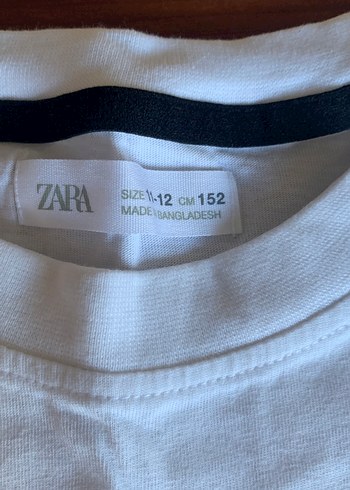 ZARA
SIZE 11-12 CM 152
MADE IN BANGLADESH